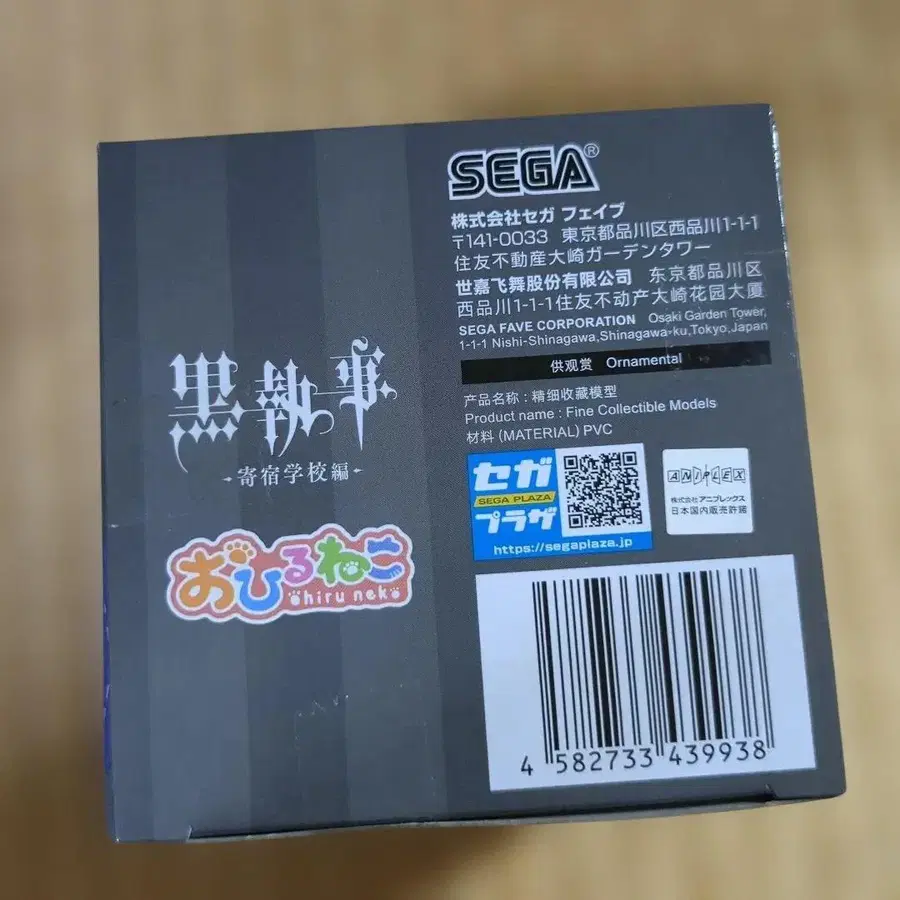 SEGA®
株式会社セガ フェイブ
〒141-0033 東京都品川区西品川1-1-1
住友不動産大崎ガーデンタワー
世嘉飞舞股份有限公司 东京都品川区
西品川1-1-1住友不动产大崎花园大厦
SEGA FAVE CORPORATION Osaki Garden Tower,
1-1-1 Nishi-Shinagawa,Shinagawa-ku,Tokyo,Japan
供观赏 Ornamental
产品名称：精细收藏模型
Product name : Fine Collectible Models
材料 (MATERIAL) PVC
黒執事
寄宿学校編
おひるねこ
ohiru neko
セガ
SEGA PLAZA
プラザ
https://segaplaza.jp
ANIPLEX
株式会社 アニプレックス
日本国内販売許諾
4 582733 439938